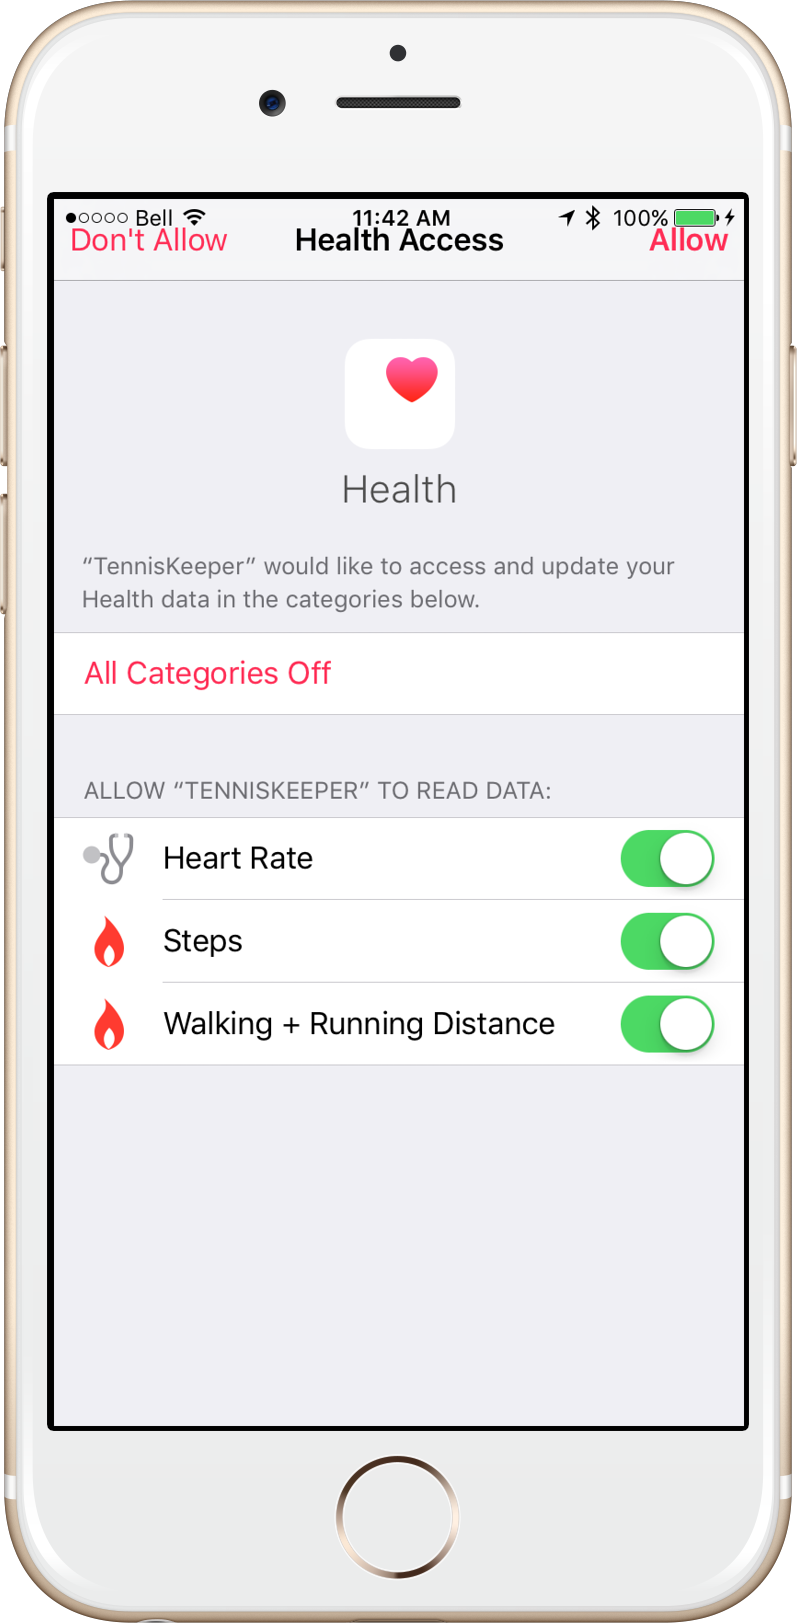 Bell 11:42 AM 100%
Don't Allow Health Access Allow
Health
“TennisKeeper” would like to access and update your
Health data in the categories below.
All Categories Off
ALLOW “TENNISKEEPER” TO READ DATA:
Heart Rate
Steps
Walking + Running Distance